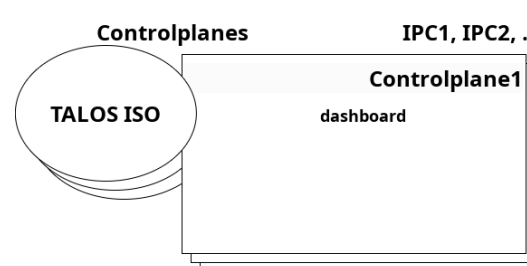 Controlplanes
IPC1, IPC2, .
Controlplane1
TALOS ISO
dashboard